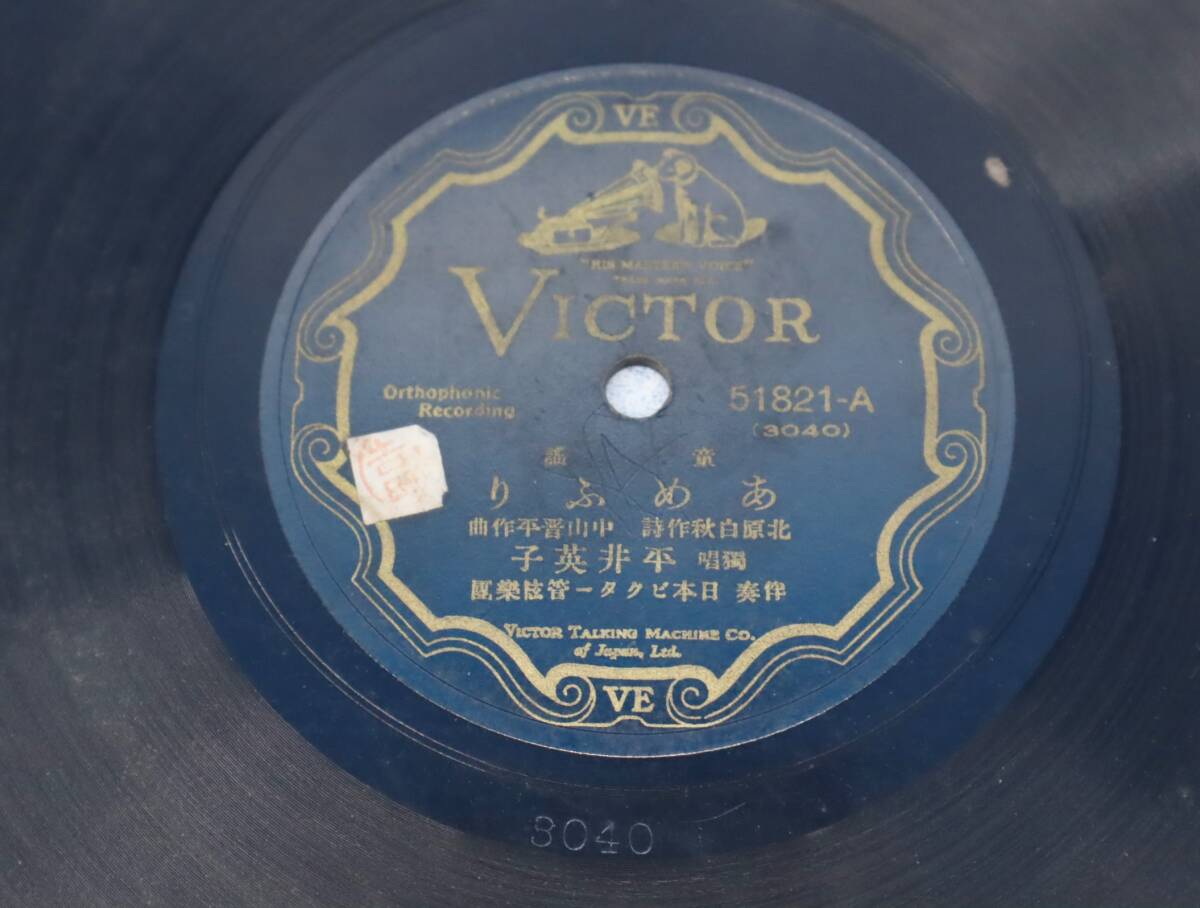 VE
"HIS MASTER'S VOICE"
VICTOR
Orthophonic
Recording
51821-A
(3040)
童謠
あめふり
北原白秋作詩 中山晋平作曲
獨唱 平井英子
伴奏 日本ビクター管絃樂團
VICTOR TALKING MACHINE CO.
of Japan, Ltd.
VE
3040